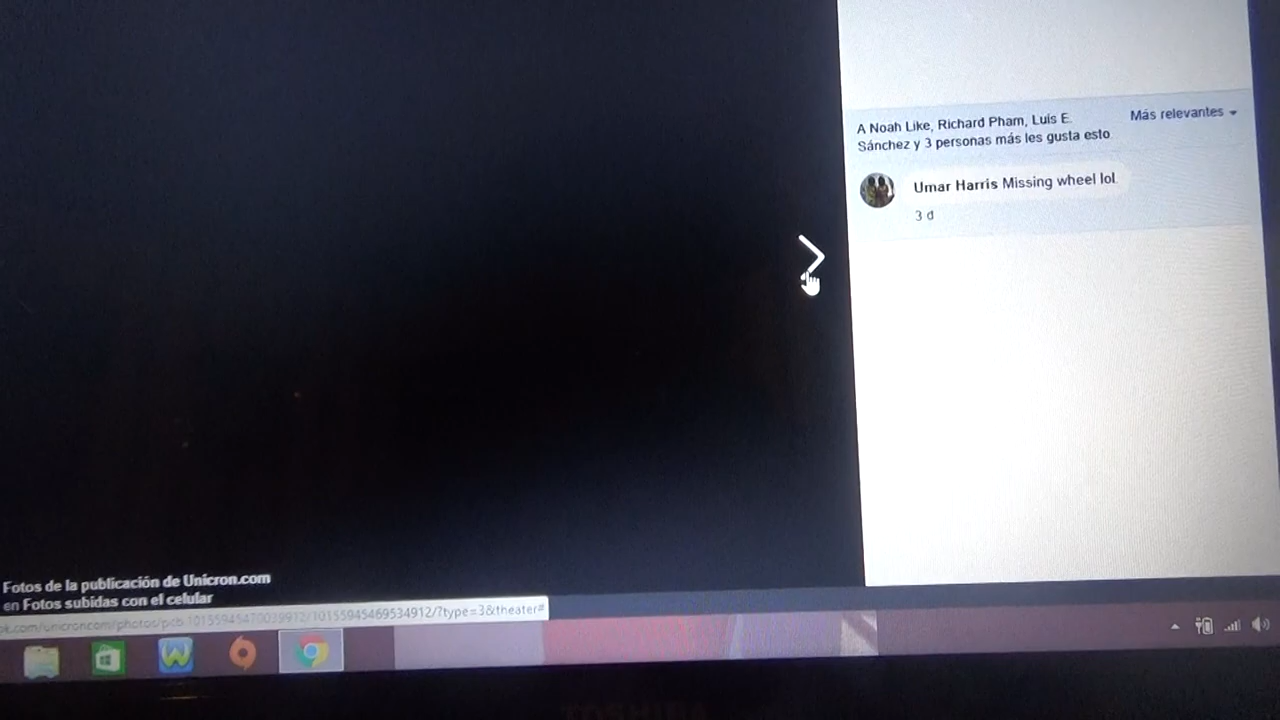 A Noah Like, Richard Pham, Luis E.
Sánchez y 3 personas más les gusta esto
Más relevantes
Umar Harris Missing wheel lol
3 d
Fotos de la publicación de Unicron.com
en Fotos subidas con el celular
.com/unicroncom/photos/pcb.10155945470039912/10155945469534912/?type=3&theater#
TOSHIBA